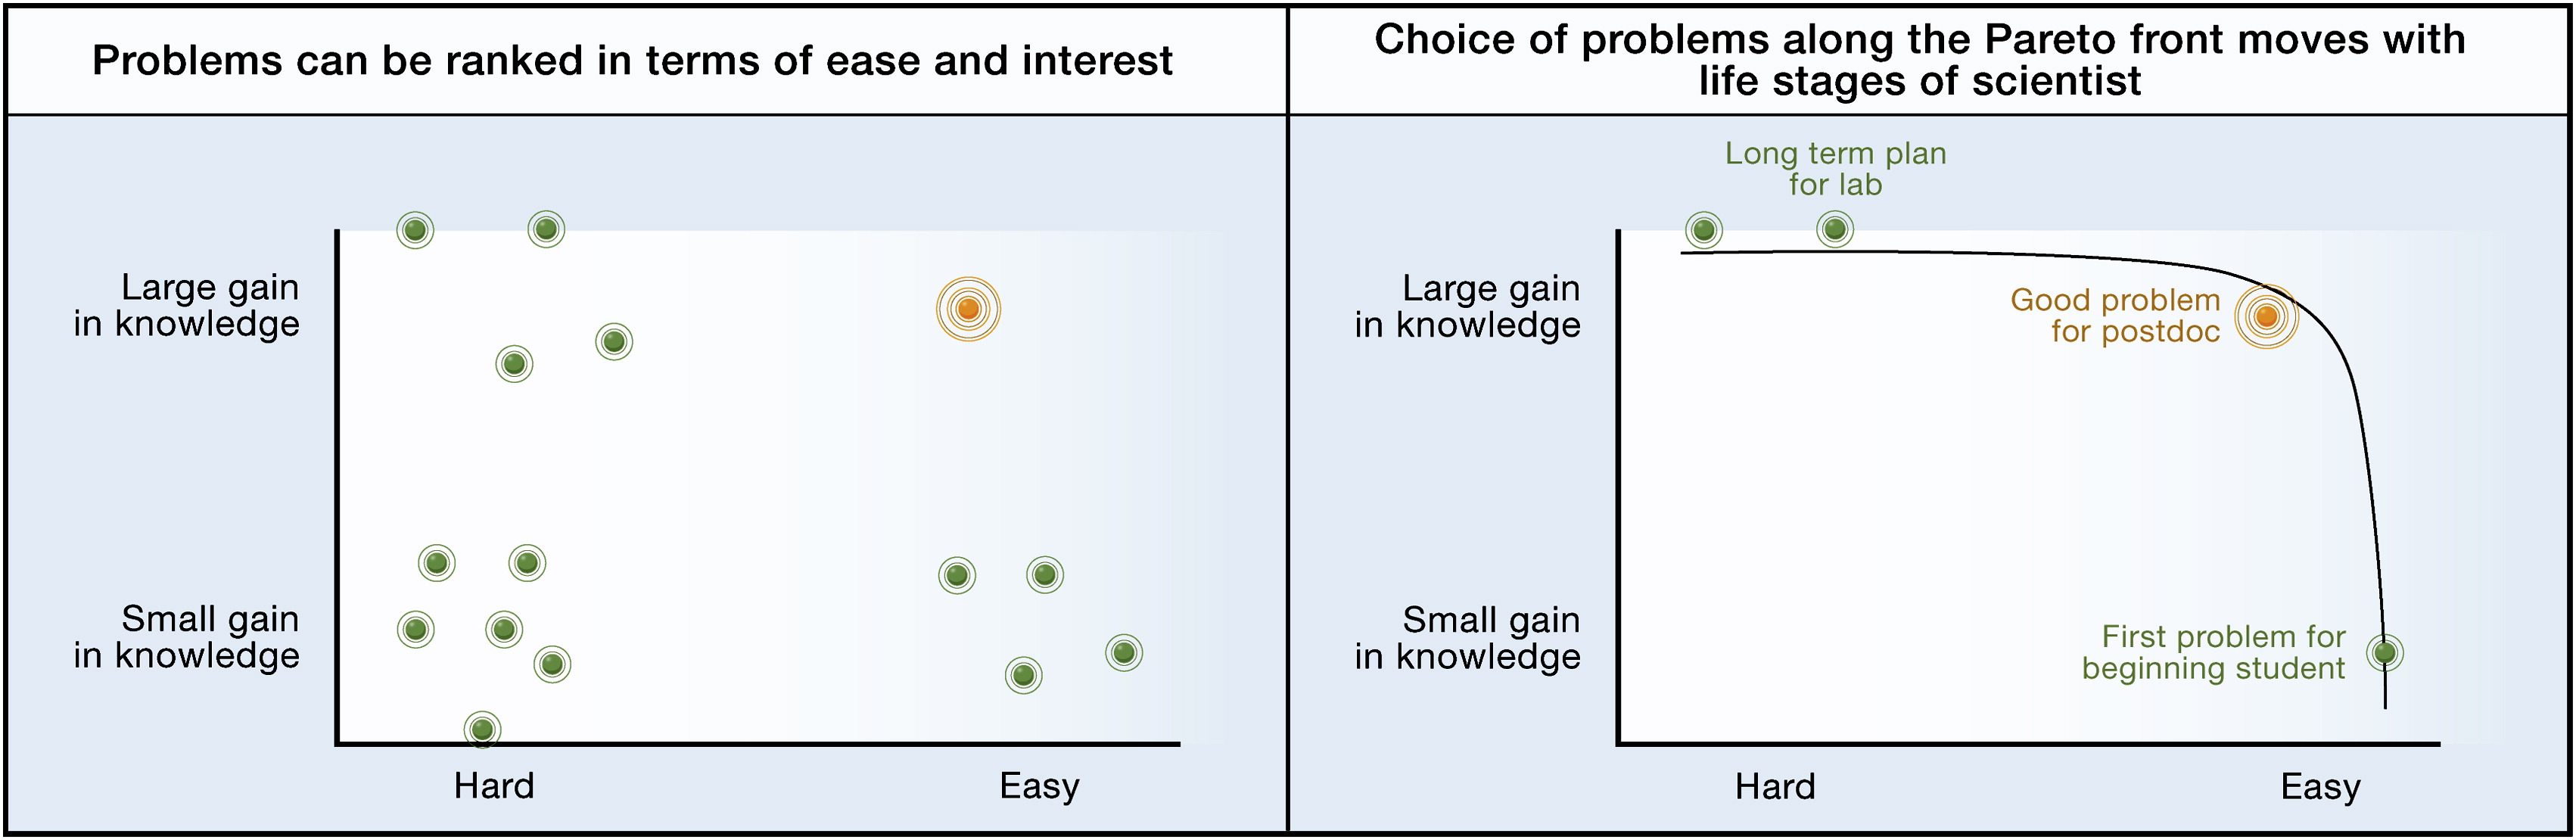 Problems can be ranked in terms of ease and interest
Large gain
in knowledge
Small gain
in knowledge
Hard
Easy
Choice of problems along the Pareto front moves with
life stages of scientist
Long term plan
for lab
Large gain
in knowledge
Good problem
for postdoc
Small gain
in knowledge
First problem for
beginning student
Hard
Easy